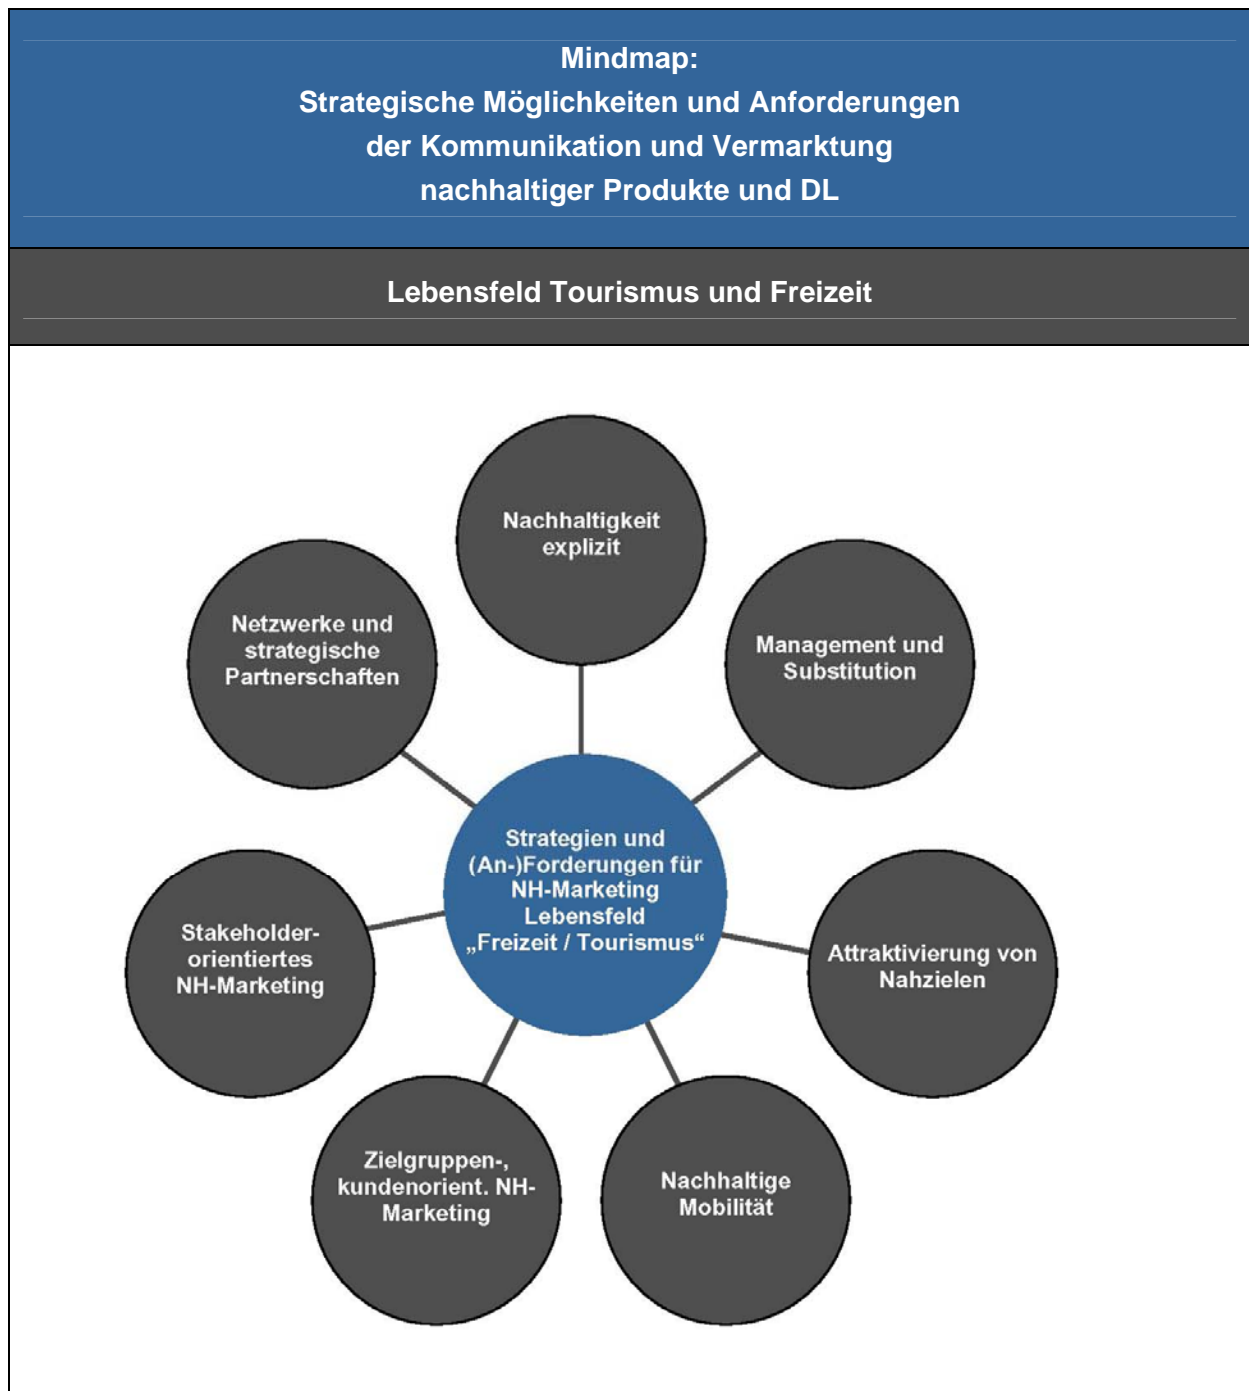 Mindmap:
Strategische Möglichkeiten und Anforderungen
der Kommunikation und Vermarktung
nachhaltiger Produkte und DL
Lebensfeld Tourismus und Freizeit
Nachhaltigkeit
explizit
Netzwerke und
strategische
Partnerschaften
Management und
Substitution
Strategien und
(An-)Forderungen für
NH-Marketing
Lebensfeld
„Freizeit / Tourismus“
Stakeholder-
orientiertes
NH-Marketing
Attraktivierung von
Nahzielen
Zielgruppen-,
kundenorient. NH-
Marketing
Nachhaltige
Mobilität